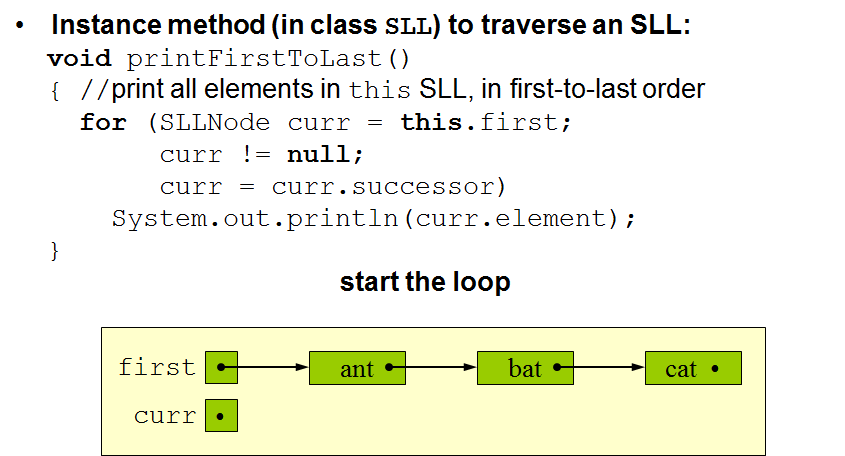 • Instance method (in class SLL) to traverse an SLL:
void printFirstToLast()
{ //print all elements in this SLL, in first-to-last order
for (SLLNode curr = this.first;
curr != null;
curr = curr.successor)
System.out.println(curr.element);
}
start the loop
first ant bat cat
curr